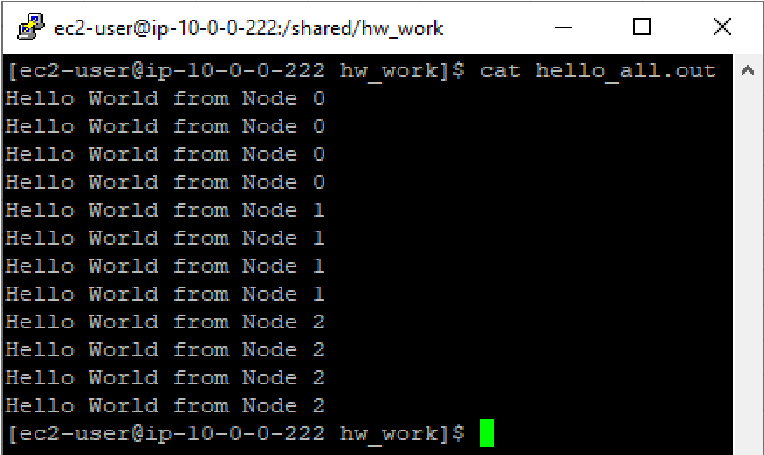 ec2-user@ip-10-0-0-222:/shared/hw_work
[ec2-user@ip-10-0-0-222 hw_work]$ cat hello_all.out
Hello World from Node 0
Hello World from Node 0
Hello World from Node 0
Hello World from Node 0
Hello World from Node 1
Hello World from Node 1
Hello World from Node 1
Hello World from Node 1
Hello World from Node 2
Hello World from Node 2
Hello World from Node 2
Hello World from Node 2
[ec2-user@ip-10-0-0-222 hw_work]$